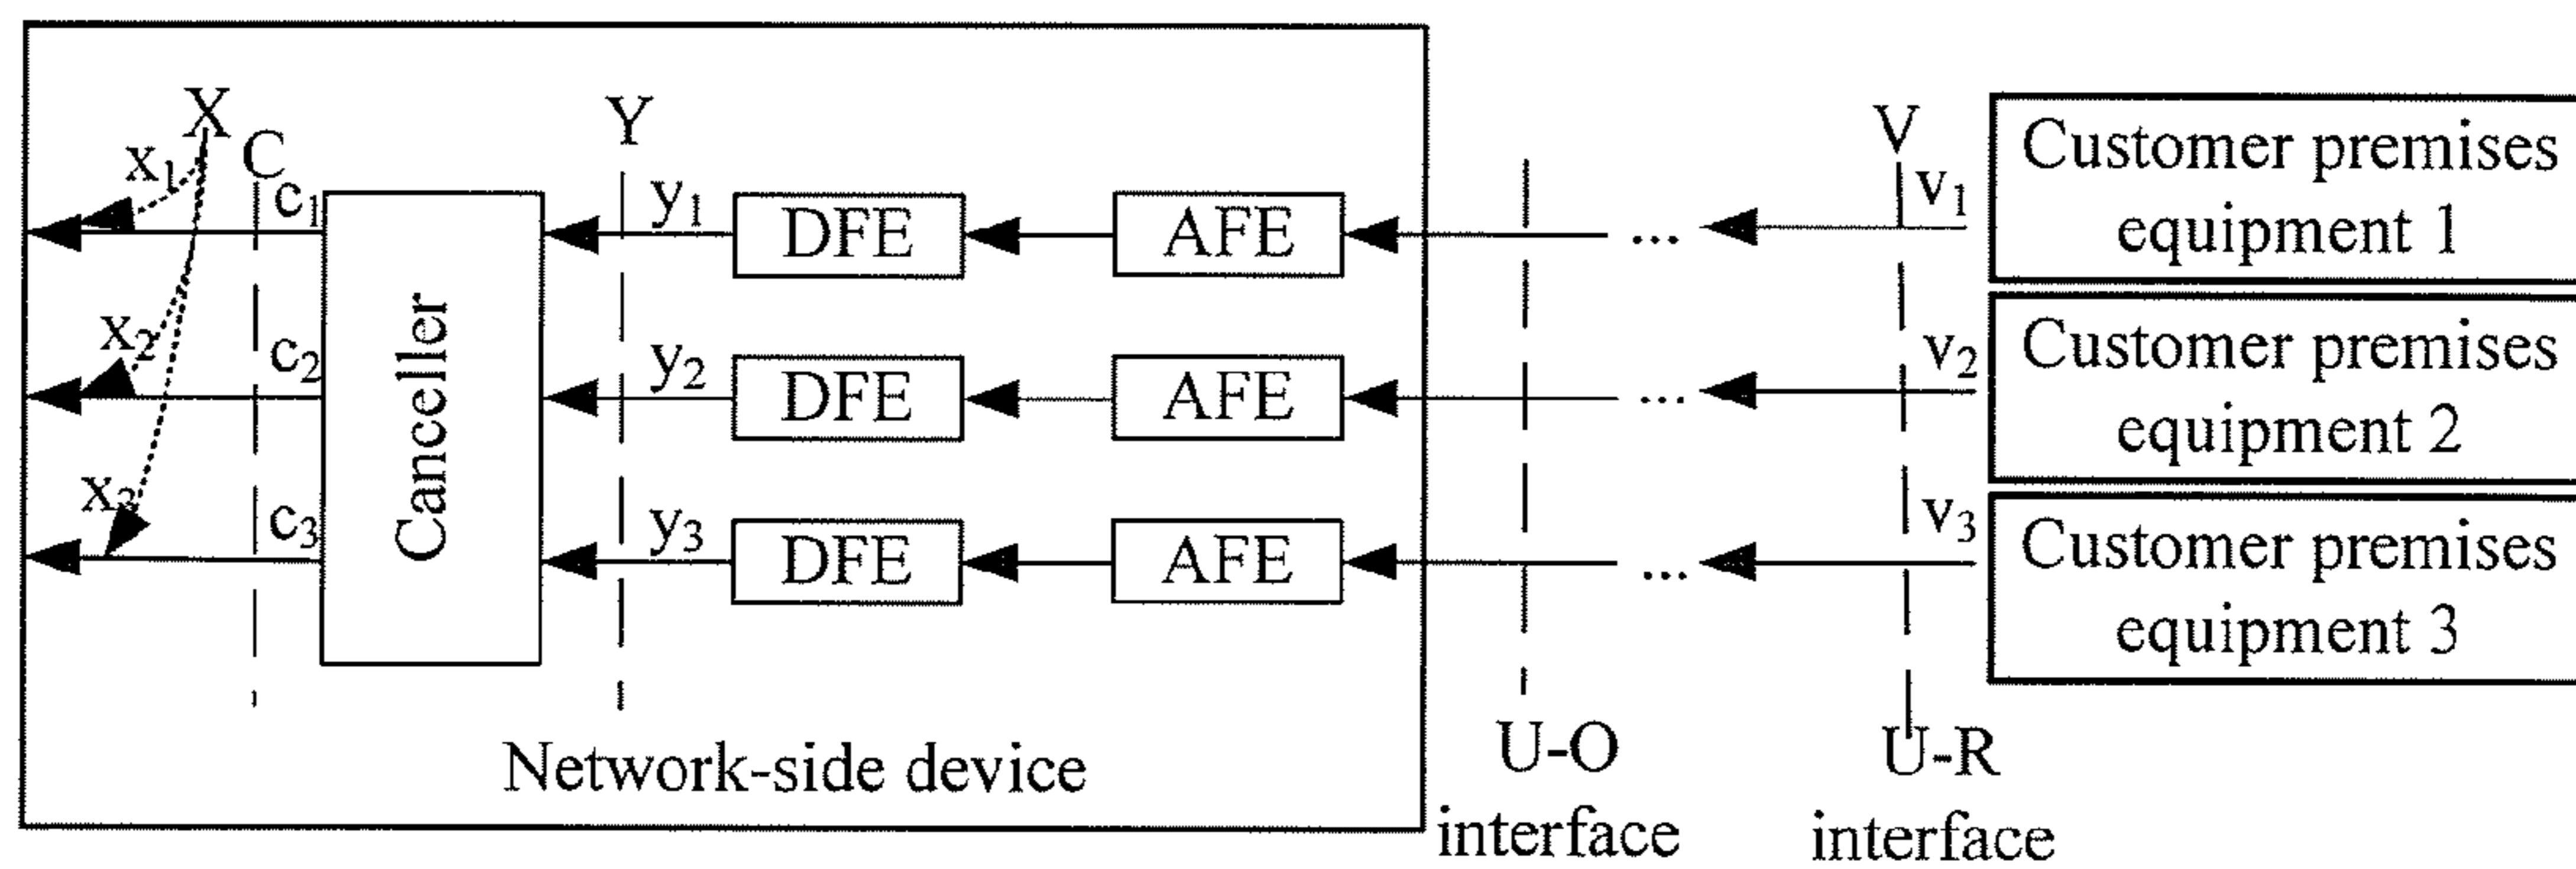 X
C
x1
c1
Y
y1
DFE
AFE
...
V
v1
Customer premises
equipment 1
x2
c2
Canceller
y2
DFE
AFE
...
v2
Customer premises
equipment 2
x3
c3
y3
DFE
AFE
...
v3
Customer premises
equipment 3
Network-side device
U-O
interface
U-R
interface